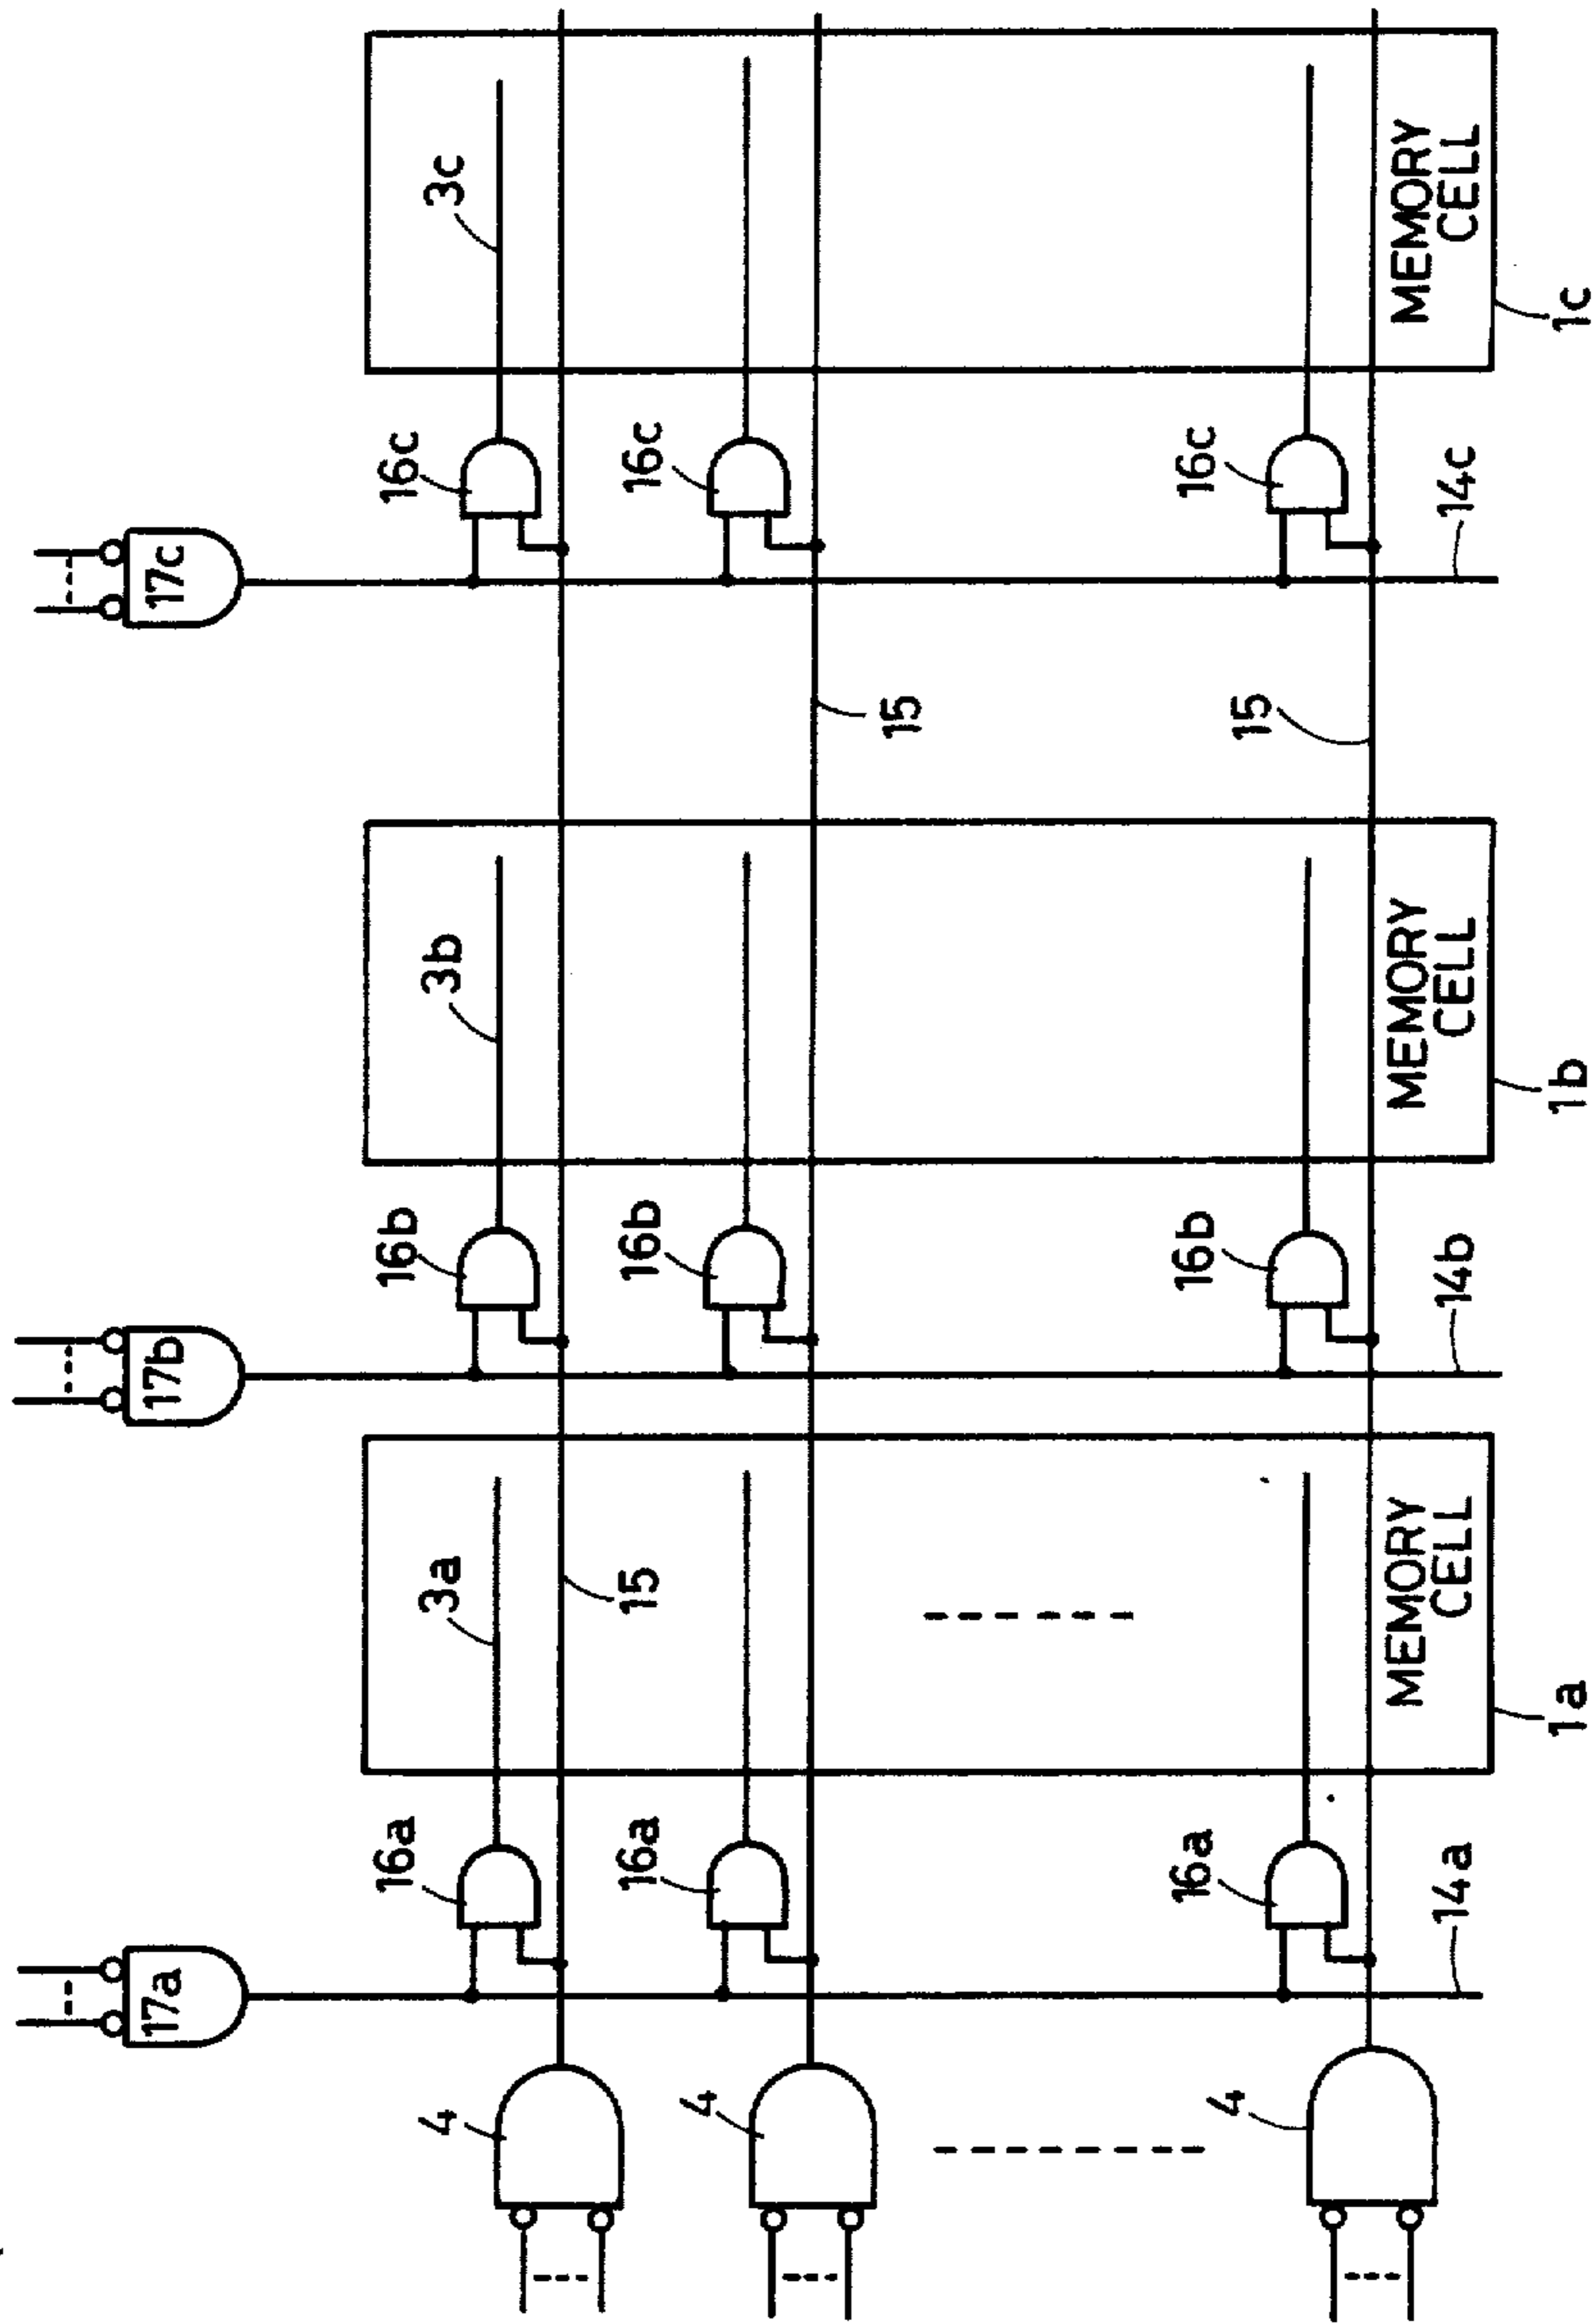 17a
17b
17c
16a
3a
16b
3b
16c
3c
4
15
16a
16b
16c
4
15
15
16a
16b
16c
4
MEMORY
CELL
MEMORY
CELL
MEMORY
CELL
14a
14b
14c
1a
1b
1c